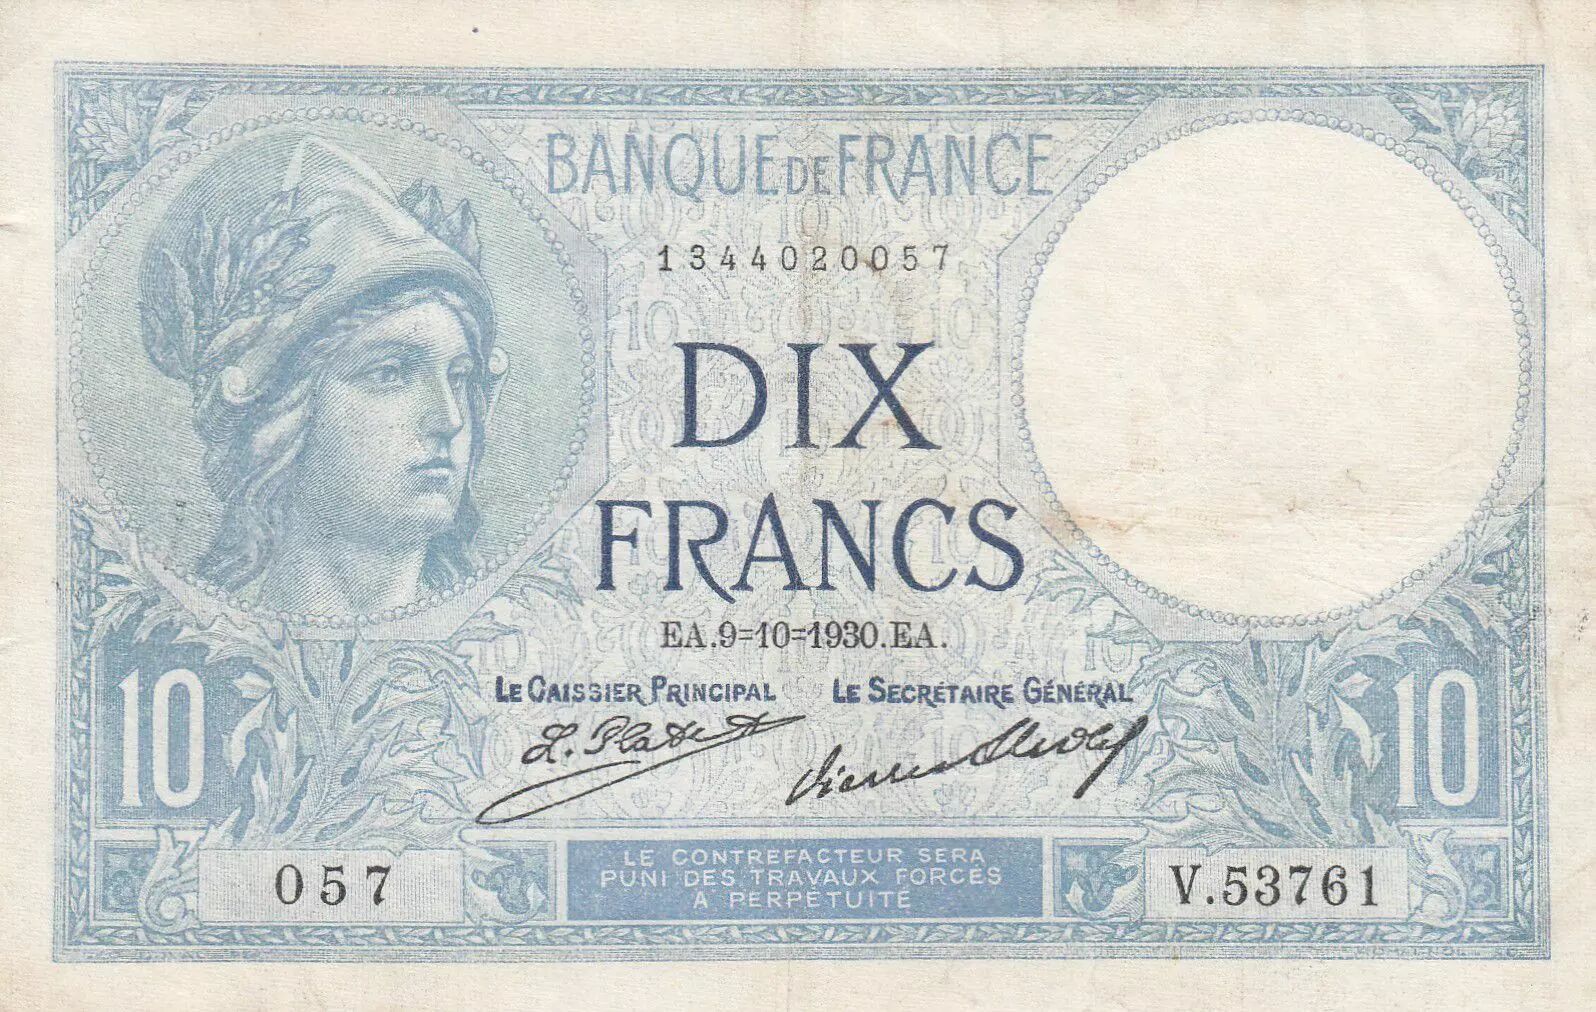 BANQUE DE FRANCE
1344020057
DIX
FRANCS
EA.9=10=1930.EA.
LE CAISSIER PRINCIPAL LE SECRÉTAIRE GÉNÉRAL
L. Platet
10 10
057
LE CONTREFACTEUR SERA
PUNI DES TRAVAUX FORCÉS
A PERPÉTUITÉ
V.53761